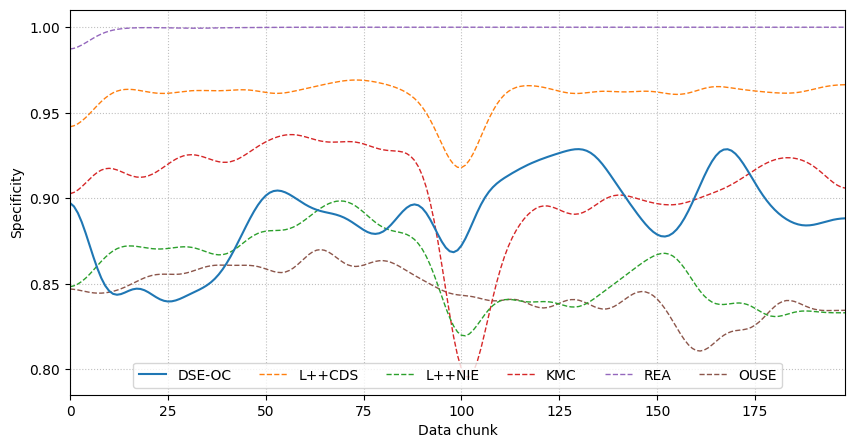 Specificity
1.00
0.95
0.90
0.85
0.80
DSE-OC L++CDS L++NIE KMC REA OUSE
0 25 50 75 100 125 150 175
Data chunk